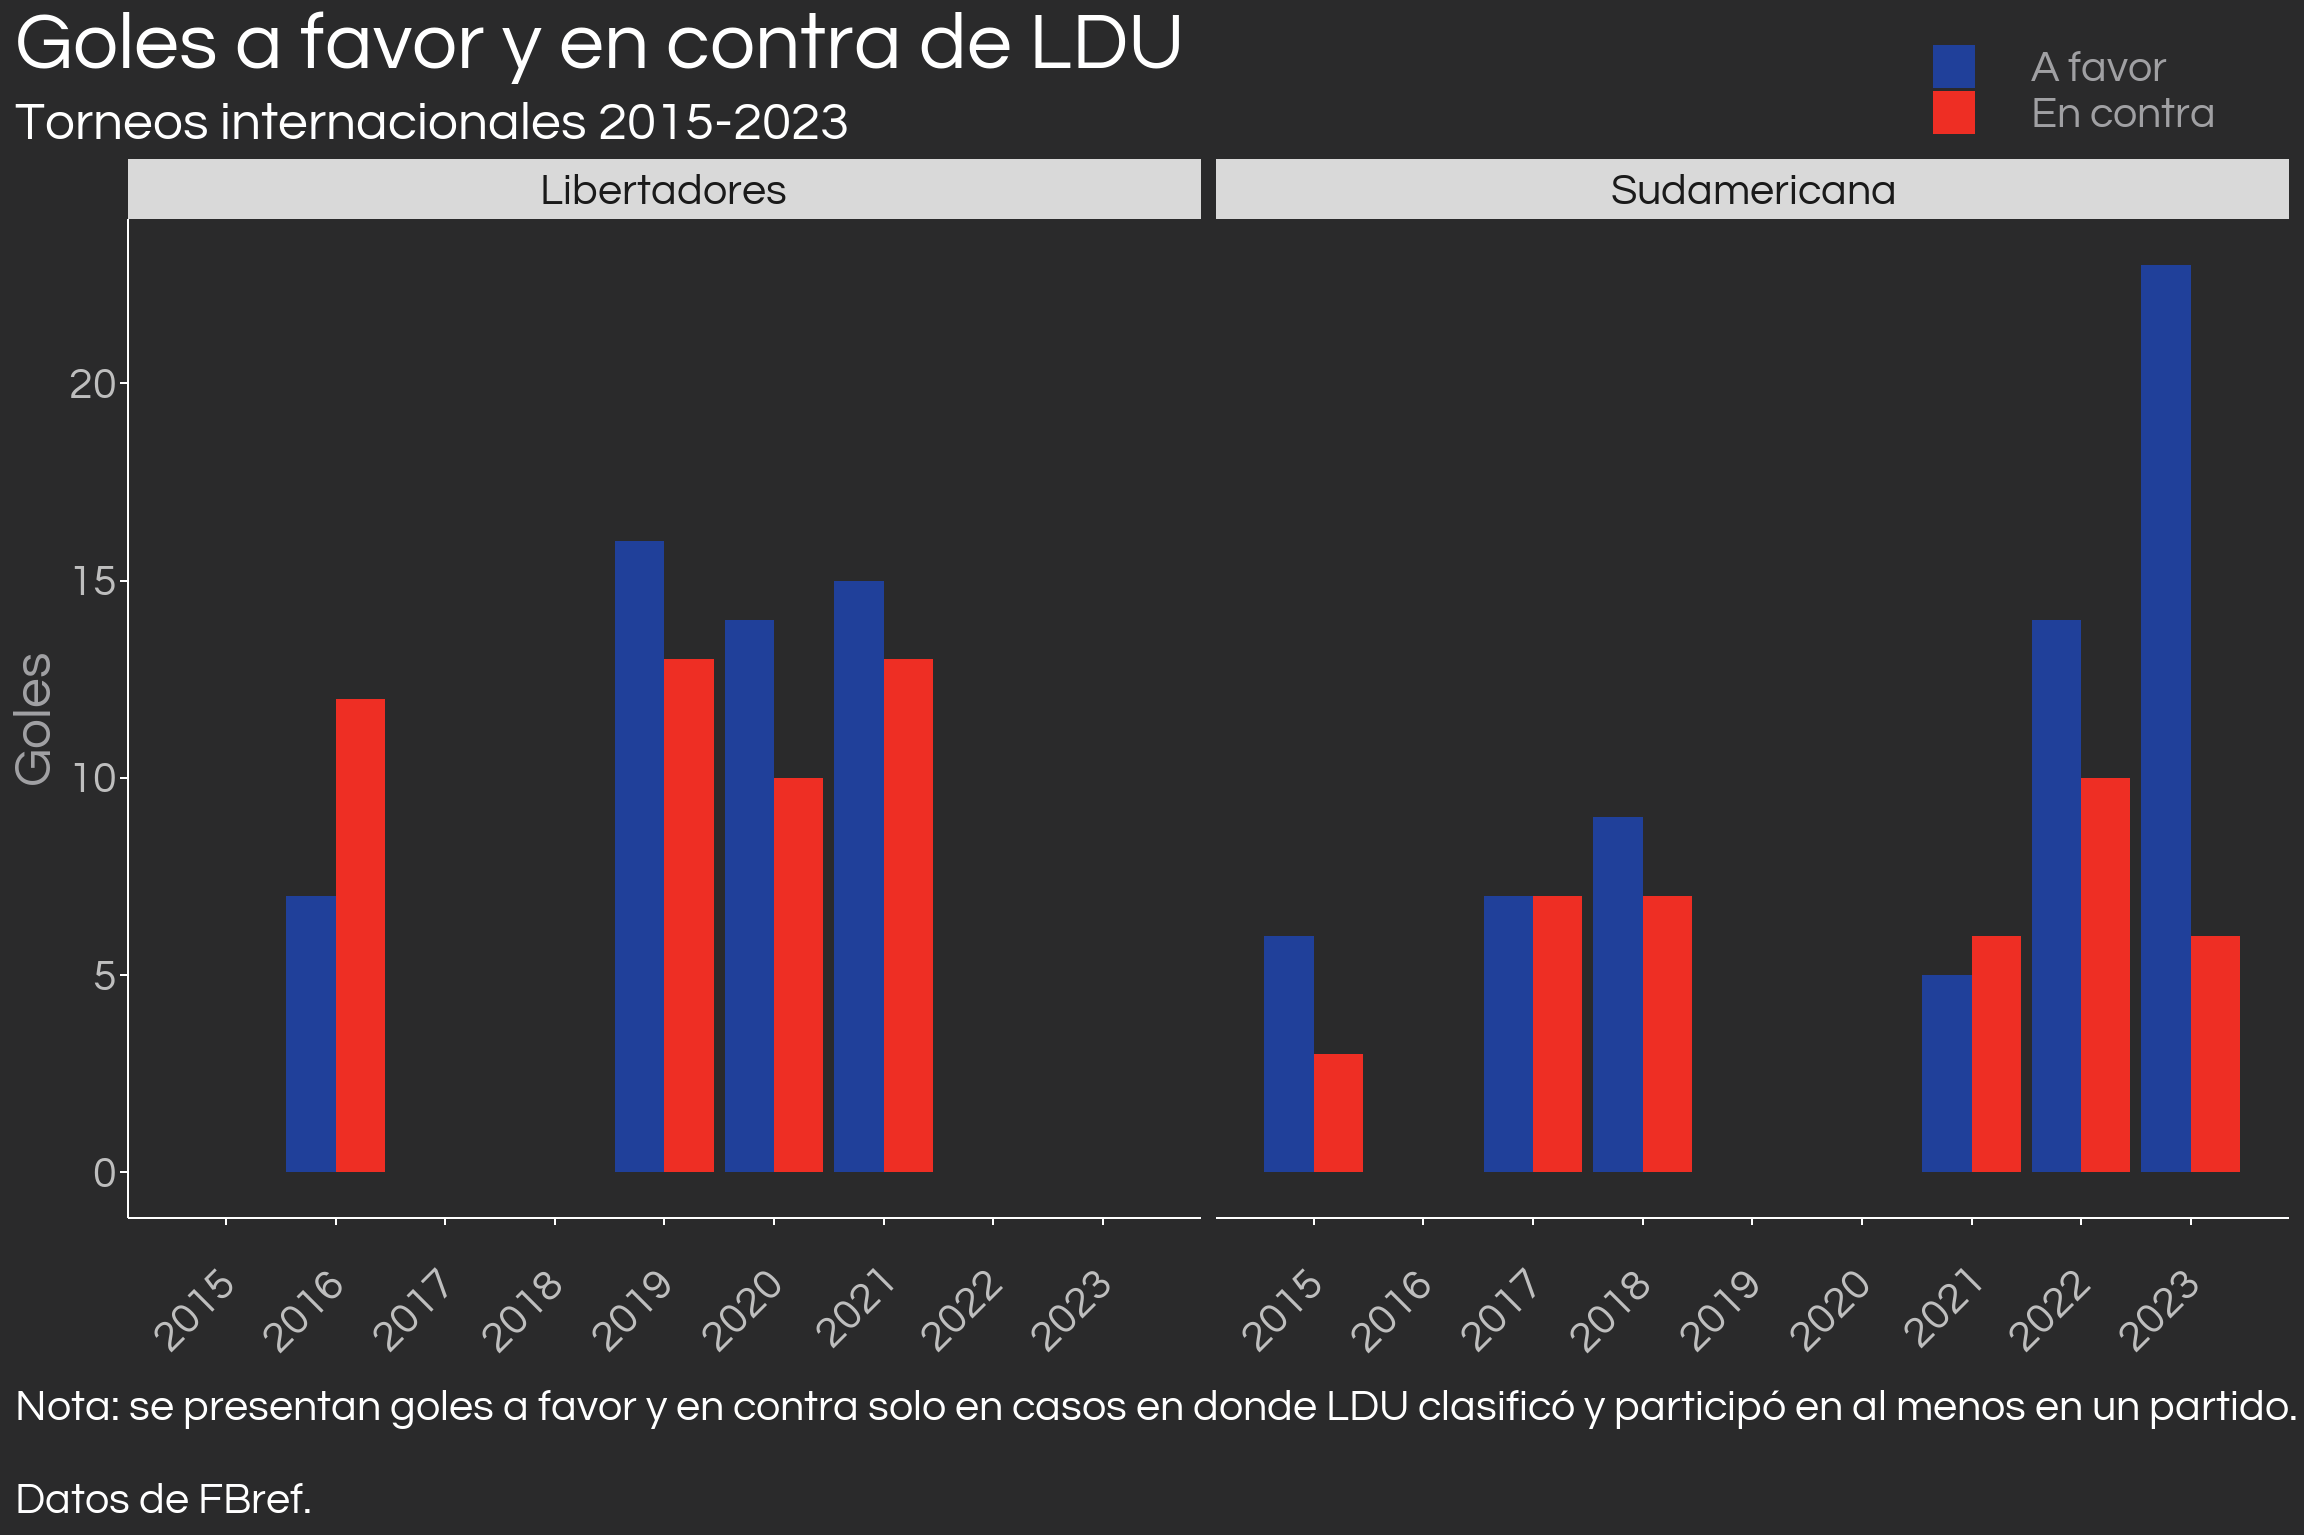 Goles a favor y en contra de LDU
Torneos internacionales 2015-2023
A favor
En contra
Libertadores
Sudamericana
Goles
20
15
10
5
0
2015 2016 2017 2018 2019 2020 2021 2022 2023
2015 2016 2017 2018 2019 2020 2021 2022 2023
Nota: se presentan goles a favor y en contra solo en casos en donde LDU clasificó y participó en al menos en un partido.
Datos de FBref.